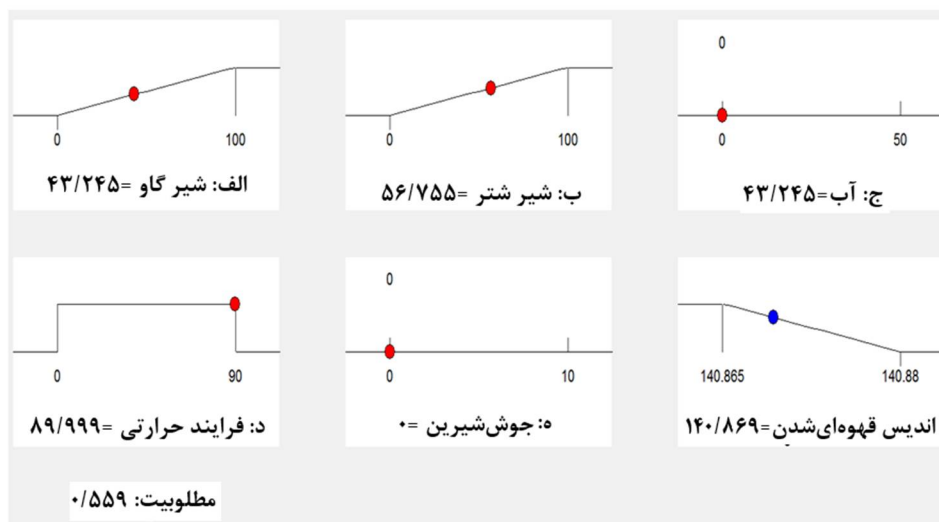 0
0 100
0 100
0 50
الف: شیر گاو =۴۳/۲۴۵
ب: شیر شتر =۵۶/۷۵۵
ج: آب=۴۳/۲۴۵
0
0 90
0 10
140.865 140.88
د: فرایند حرارتی =۸۹/۹۹۹
ه: جوش‌شیرین =۰
اندیس قهوه‌ای‌شدن=۱۴۰/۸۶۹
مطلوبیت: ۰/۵۵۹